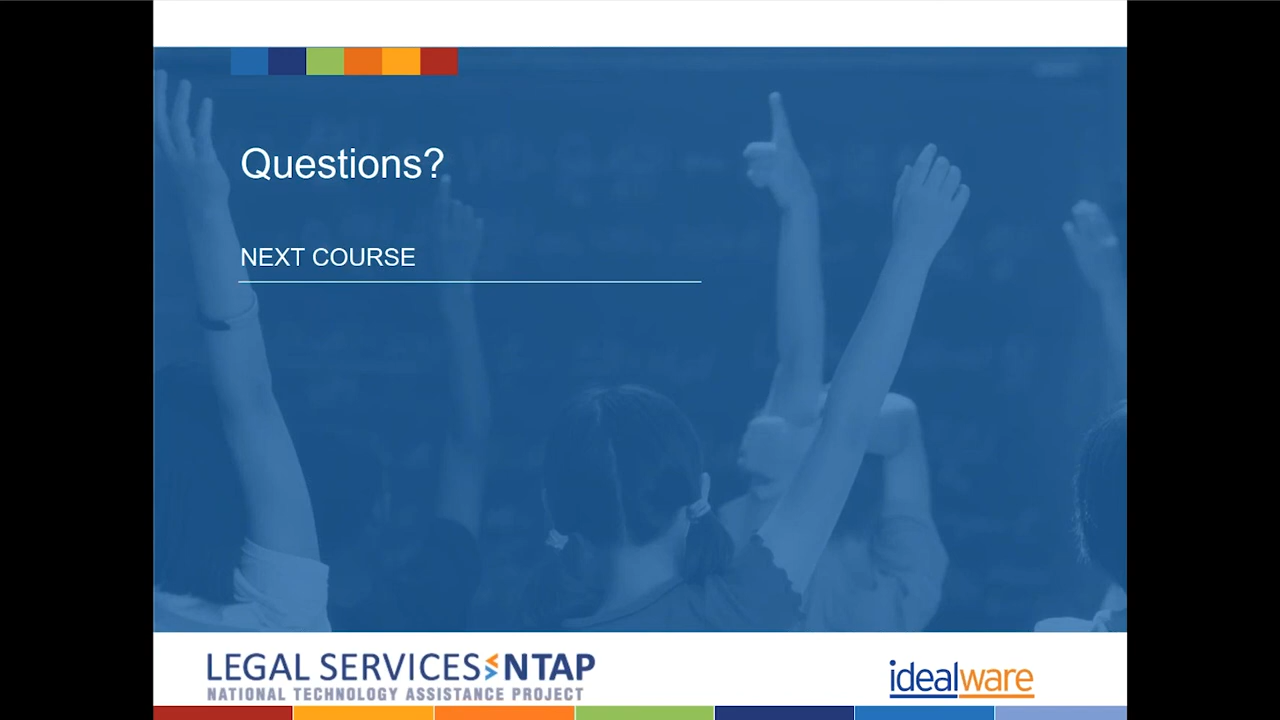 Questions?
NEXT COURSE
LEGAL SERVICES NTAP
NATIONAL TECHNOLOGY ASSISTANCE PROJECT
idealware